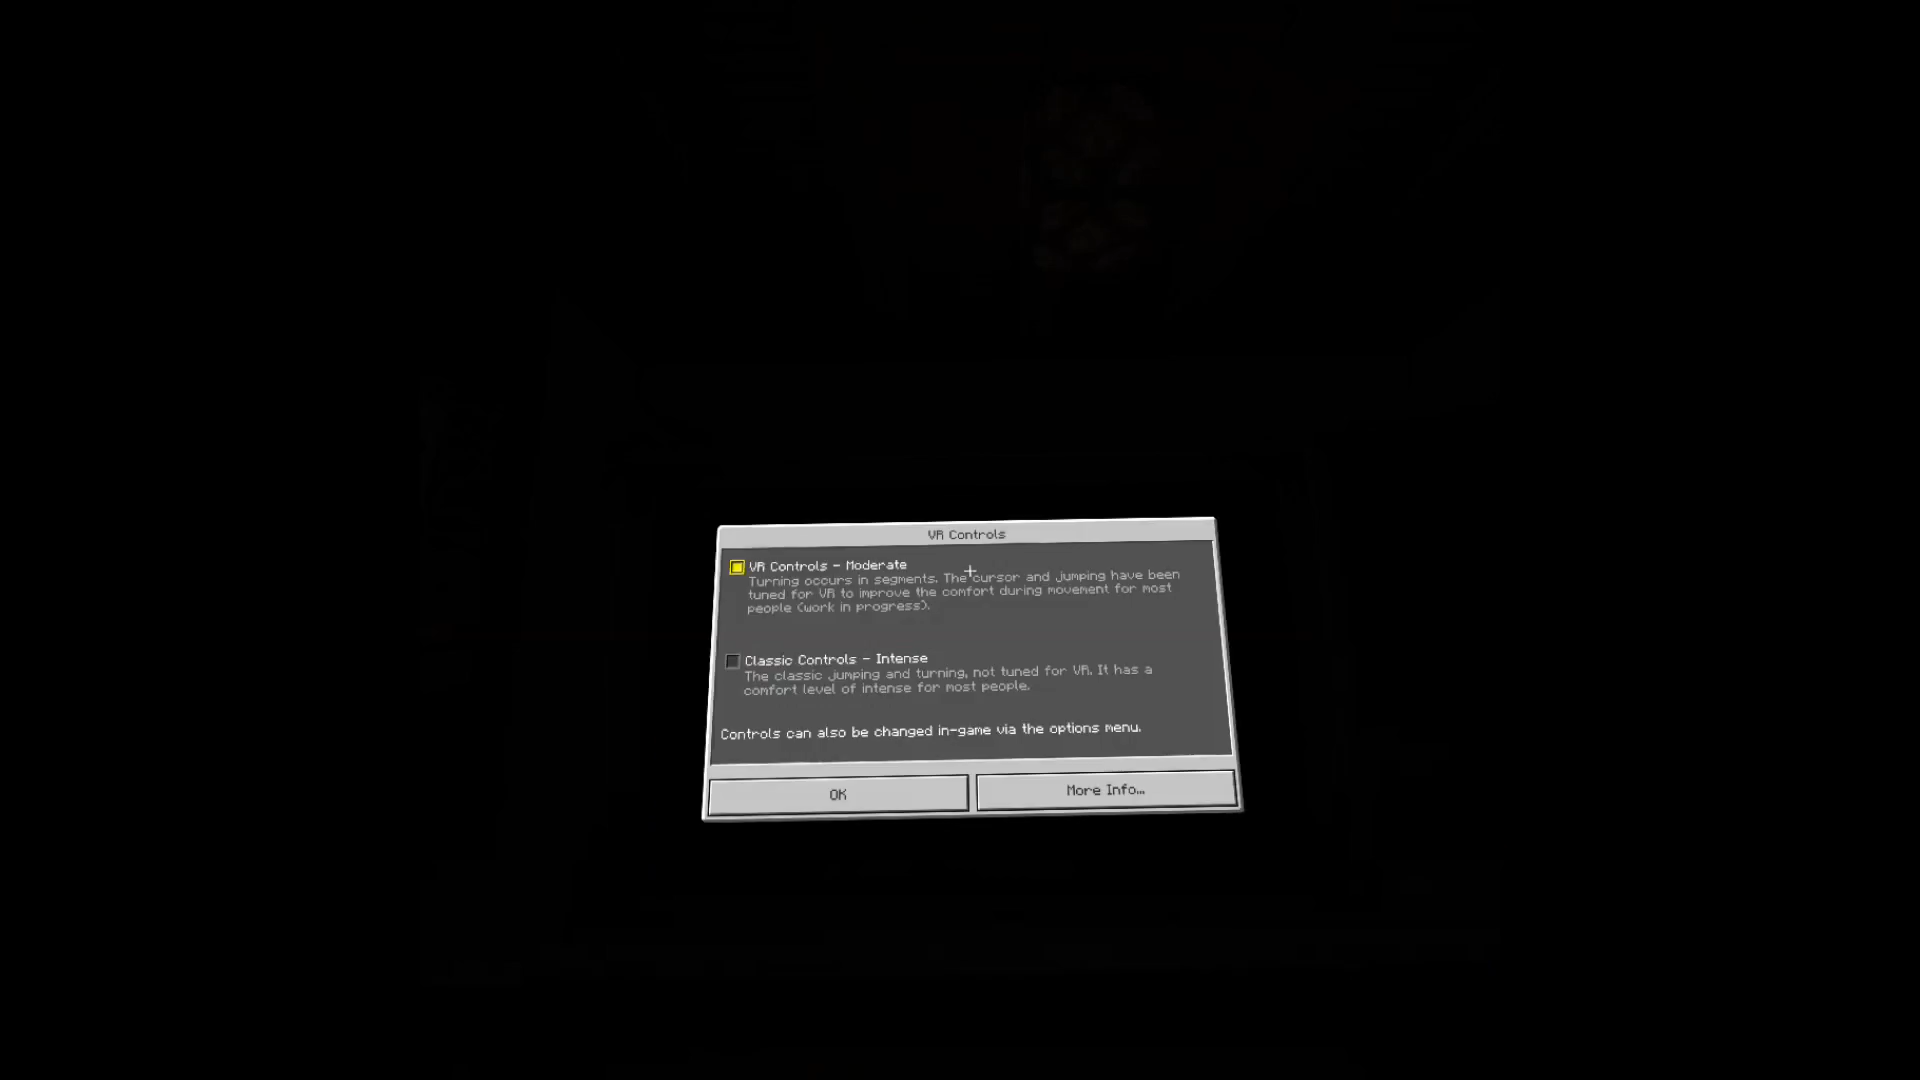 VR Controls
VR Controls - Moderate
Turning occurs in segments. The cursor and jumping have been
tuned for VR to improve the comfort during movement for most
people (work in progress).
Classic Controls - Intense
The classic jumping and turning, not tuned for VR. It has a
comfort level of intense for most people.
Controls can also be changed in-game via the options menu.
OK
More Info...